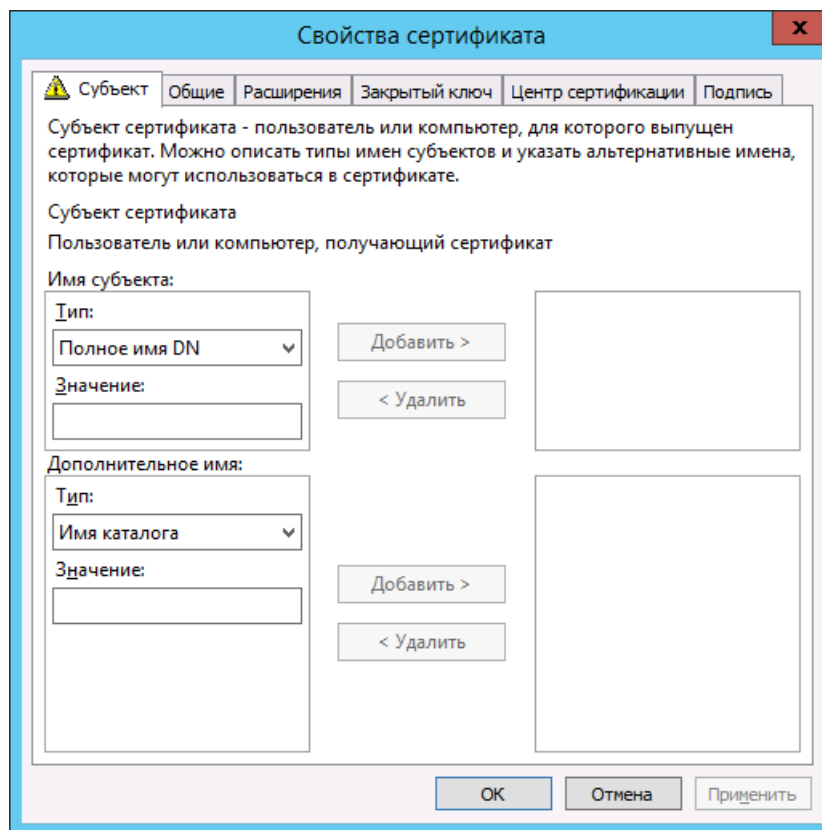 Свойства сертификата
x
Субъект Общие Расширения Закрытый ключ Центр сертификации Подпись
Субъект сертификата - пользователь или компьютер, для которого выпущен
сертификат. Можно описать типы имен субъектов и указать альтернативные имена,
которые могут использоваться в сертификате.
Субъект сертификата
Пользователь или компьютер, получающий сертификат
Имя субъекта:
Тип:
Полное имя DN
Добавить >
Значение:
< Удалить
Дополнительное имя:
Тип:
Имя каталога
Значение:
Добавить >
< Удалить
ОК Отмена Применить